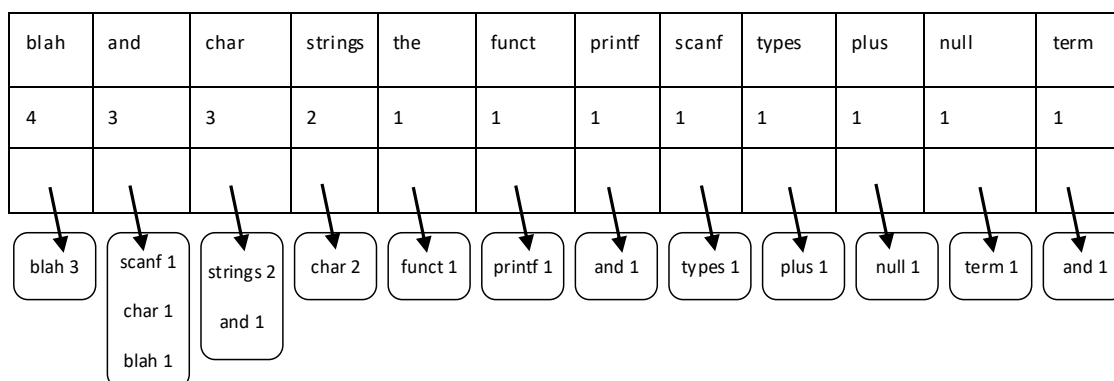 blah and char strings the funct printf scanf types plus null term
4 3 3 2 1 1 1 1 1 1 1 1
blah 3 scanf 1 strings 2 char 2 funct 1 printf 1 and 1 types 1 plus 1 null 1 term 1 and 1
char 1 and 1
blah 1